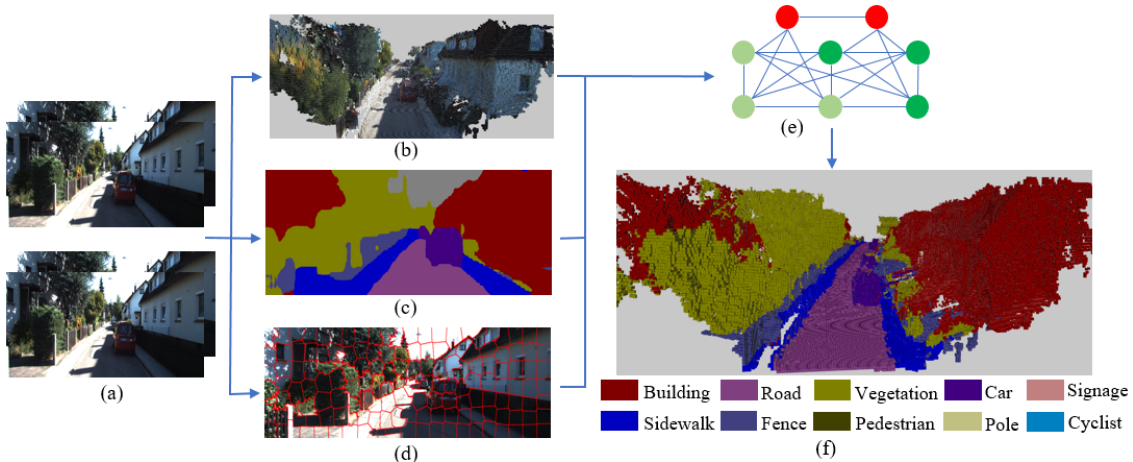 (a)
(b)
(c)
(d)
(e)
Building Road Vegetation Car Signage
Sidewalk Fence Pedestrian Pole Cyclist
(f)